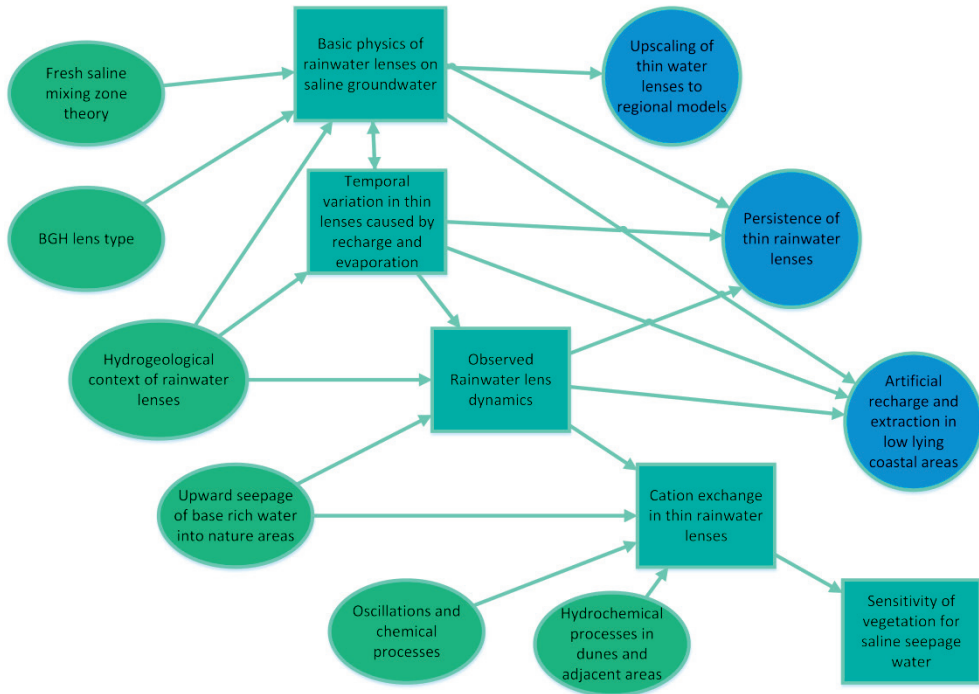 Basic physics of
rainwater lenses on
saline groundwater
Upscaling of
thin water
lenses to
regional models
Fresh saline
mixing zone
theory
Temporal
variation in thin
lenses caused by
recharge and
evaporation
Persistence of
thin rainwater
lenses
BGH lens type
Hydrogeological
context of rainwater
lenses
Observed
Rainwater lens
dynamics
Artificial
recharge and
extraction in
low lying
coastal areas
Upward seepage
of base rich water
into nature areas
Cation exchange
in thin rainwater
lenses
Oscillations and
chemical
processes
Hydrochemical
processes in
dunes and
adjacent areas
Sensitivity of
vegetation for
saline seepage
water